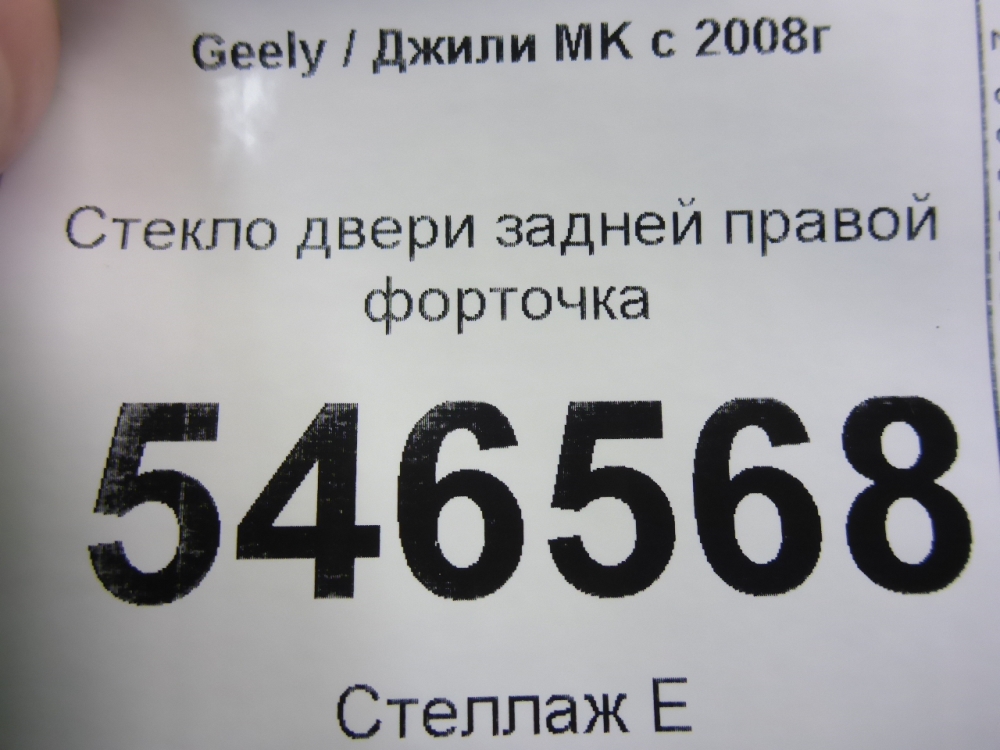 Geely / Джили МК с 2008г
Стекло двери задней правой
форточка
546568
Стеллаж Е